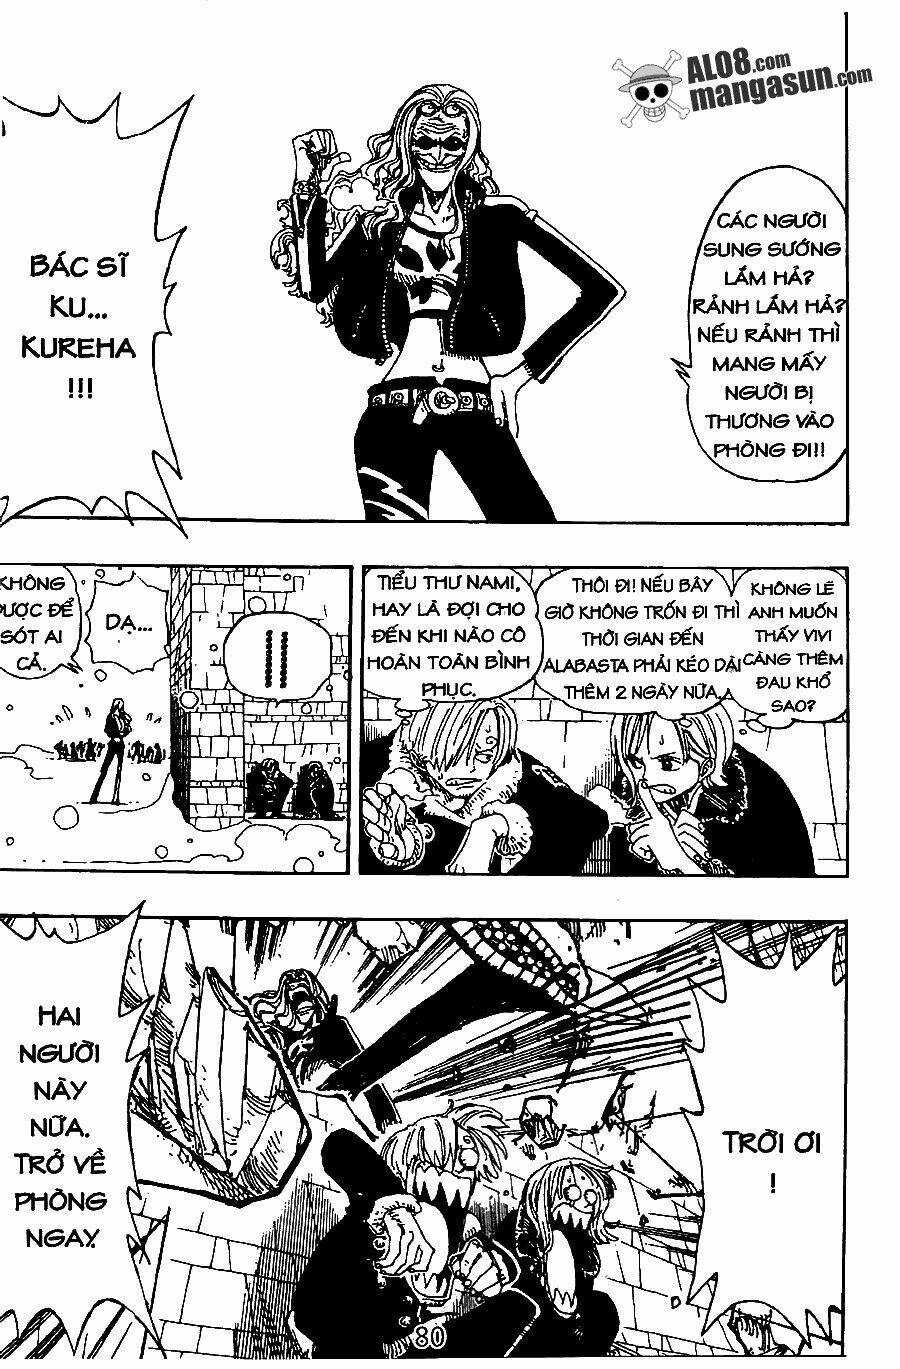 AL08.com
mangasun.com
CÁC NGƯỜI
SUNG SƯỚNG
LẮM HẢ?
RẢNH LẮM HẢ?
NẾU RẢNH THÌ
MANG MẤY
NGƯỜI BỊ
THƯƠNG VÀO
PHÒNG ĐI!!!
BÁC SĨ
KU...
KUREHA
!!!
KHÔNG LẼ
ANH MUỐN
THẤY VIVI
CÀNG THÊM
ĐAU KHỔ
SAO?
THÔI ĐI! NẾU BÂY
GIỜ KHÔNG TRỐN ĐI THÌ
THỜI GIAN ĐẾN
ALABASTA PHẢI KÉO DÀI
THÊM 2 NGÀY NỮA.
TIỂU THƯ NAMI,
HAY LÀ ĐỢI CHO
ĐẾN KHI NÀO CÔ
HOÀN TOÀN BÌNH
PHỤC.
DẠ...
KHÔNG
ĐƯỢC ĐỂ
SÓT AI
CẢ.
TRỜI ƠI
!
HAI
NGƯỜI
NÀY
NỮA.
TRỞ VỀ
PHÒNG
NGAY.
80